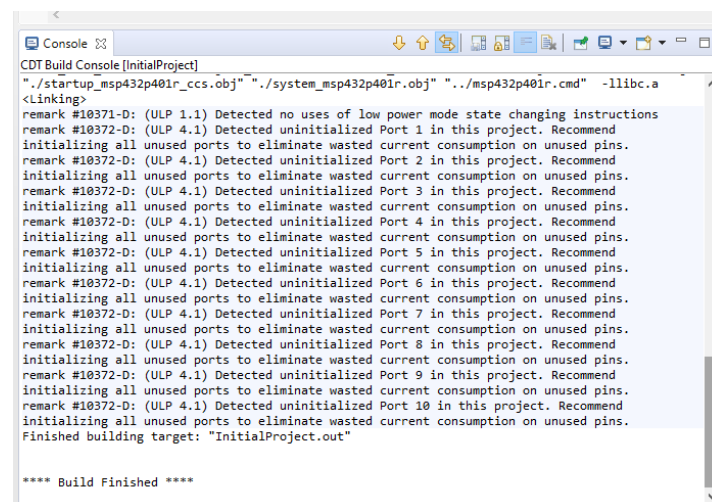 Console
CDT Build Console [InitialProject]
"./startup_msp432p401r_ccs.obj" "./system_msp432p401r.obj" "../msp432p401r.cmd" -llibc.a
<Linking>
remark #10371-D: (ULP 1.1) Detected no uses of low power mode state changing instructions
remark #10372-D: (ULP 4.1) Detected uninitialized Port 1 in this project. Recommend
initializing all unused ports to eliminate wasted current consumption on unused pins.
remark #10372-D: (ULP 4.1) Detected uninitialized Port 2 in this project. Recommend
initializing all unused ports to eliminate wasted current consumption on unused pins.
remark #10372-D: (ULP 4.1) Detected uninitialized Port 3 in this project. Recommend
initializing all unused ports to eliminate wasted current consumption on unused pins.
remark #10372-D: (ULP 4.1) Detected uninitialized Port 4 in this project. Recommend
initializing all unused ports to eliminate wasted current consumption on unused pins.
remark #10372-D: (ULP 4.1) Detected uninitialized Port 5 in this project. Recommend
initializing all unused ports to eliminate wasted current consumption on unused pins.
remark #10372-D: (ULP 4.1) Detected uninitialized Port 6 in this project. Recommend
initializing all unused ports to eliminate wasted current consumption on unused pins.
remark #10372-D: (ULP 4.1) Detected uninitialized Port 7 in this project. Recommend
initializing all unused ports to eliminate wasted current consumption on unused pins.
remark #10372-D: (ULP 4.1) Detected uninitialized Port 8 in this project. Recommend
initializing all unused ports to eliminate wasted current consumption on unused pins.
remark #10372-D: (ULP 4.1) Detected uninitialized Port 9 in this project. Recommend
initializing all unused ports to eliminate wasted current consumption on unused pins.
remark #10372-D: (ULP 4.1) Detected uninitialized Port 10 in this project. Recommend
initializing all unused ports to eliminate wasted current consumption on unused pins.
Finished building target: "InitialProject.out"
**** Build Finished ****